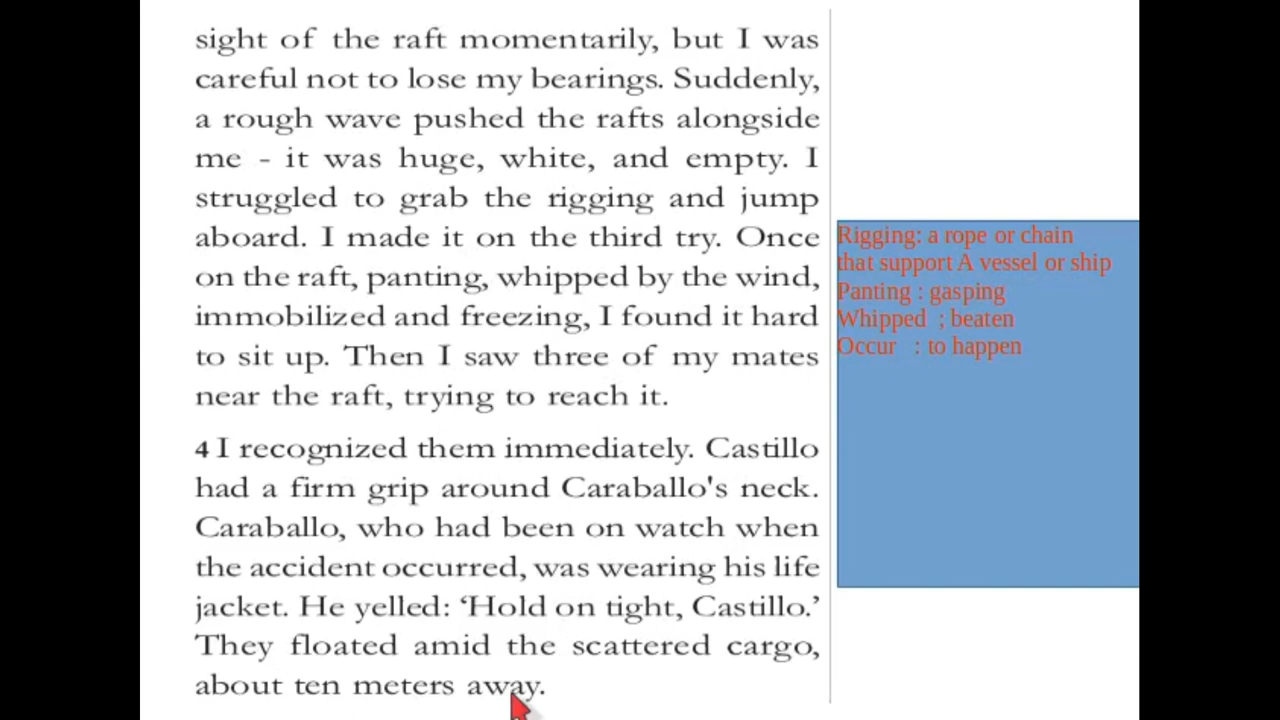 sight of the raft momentarily, but I was
careful not to lose my bearings. Suddenly,
a rough wave pushed the rafts alongside
me - it was huge, white, and empty. I
struggled to grab the rigging and jump
aboard. I made it on the third try. Once
on the raft, panting, whipped by the wind,
immobilized and freezing, I found it hard
to sit up. Then I saw three of my mates
near the raft, trying to reach it.
4 I recognized them immediately. Castillo
had a firm grip around Caraballo's neck.
Caraballo, who had been on watch when
the accident occurred, was wearing his life
jacket. He yelled: ‘Hold on tight, Castillo.’
They floated amid the scattered cargo,
about ten meters away.
Rigging: a rope or chain
that support A vessel or ship
Panting : gasping
Whipped ; beaten
Occur : to happen